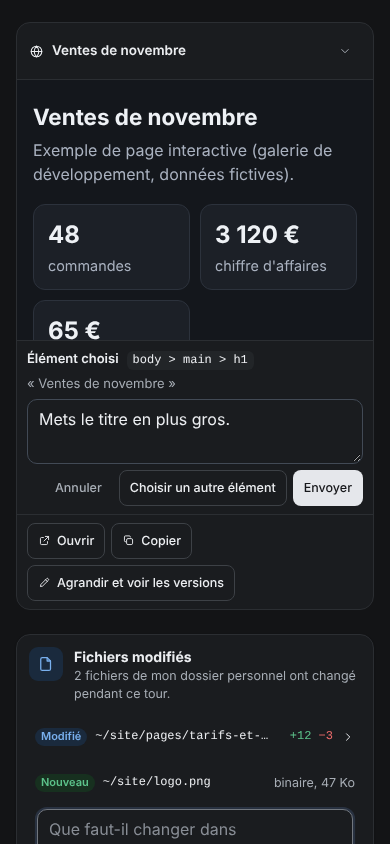 Ventes de novembre
Ventes de novembre
Exemple de page interactive (galerie de
développement, données fictives).
48
commandes
3 120 €
chiffre d'affaires
65 €
Élément choisi body > main > h1
« Ventes de novembre »
Mets le titre en plus gros.
Annuler
Choisir un autre élément
Envoyer
Ouvrir
Copier
Agrandir et voir les versions
Fichiers modifiés
2 fichiers de mon dossier personnel ont changé
pendant ce tour.
Modifié ~/site/pages/tarifs-et-… +12 −3
Nouveau ~/site/logo.png binaire, 47 Ko
Que faut-il changer dans